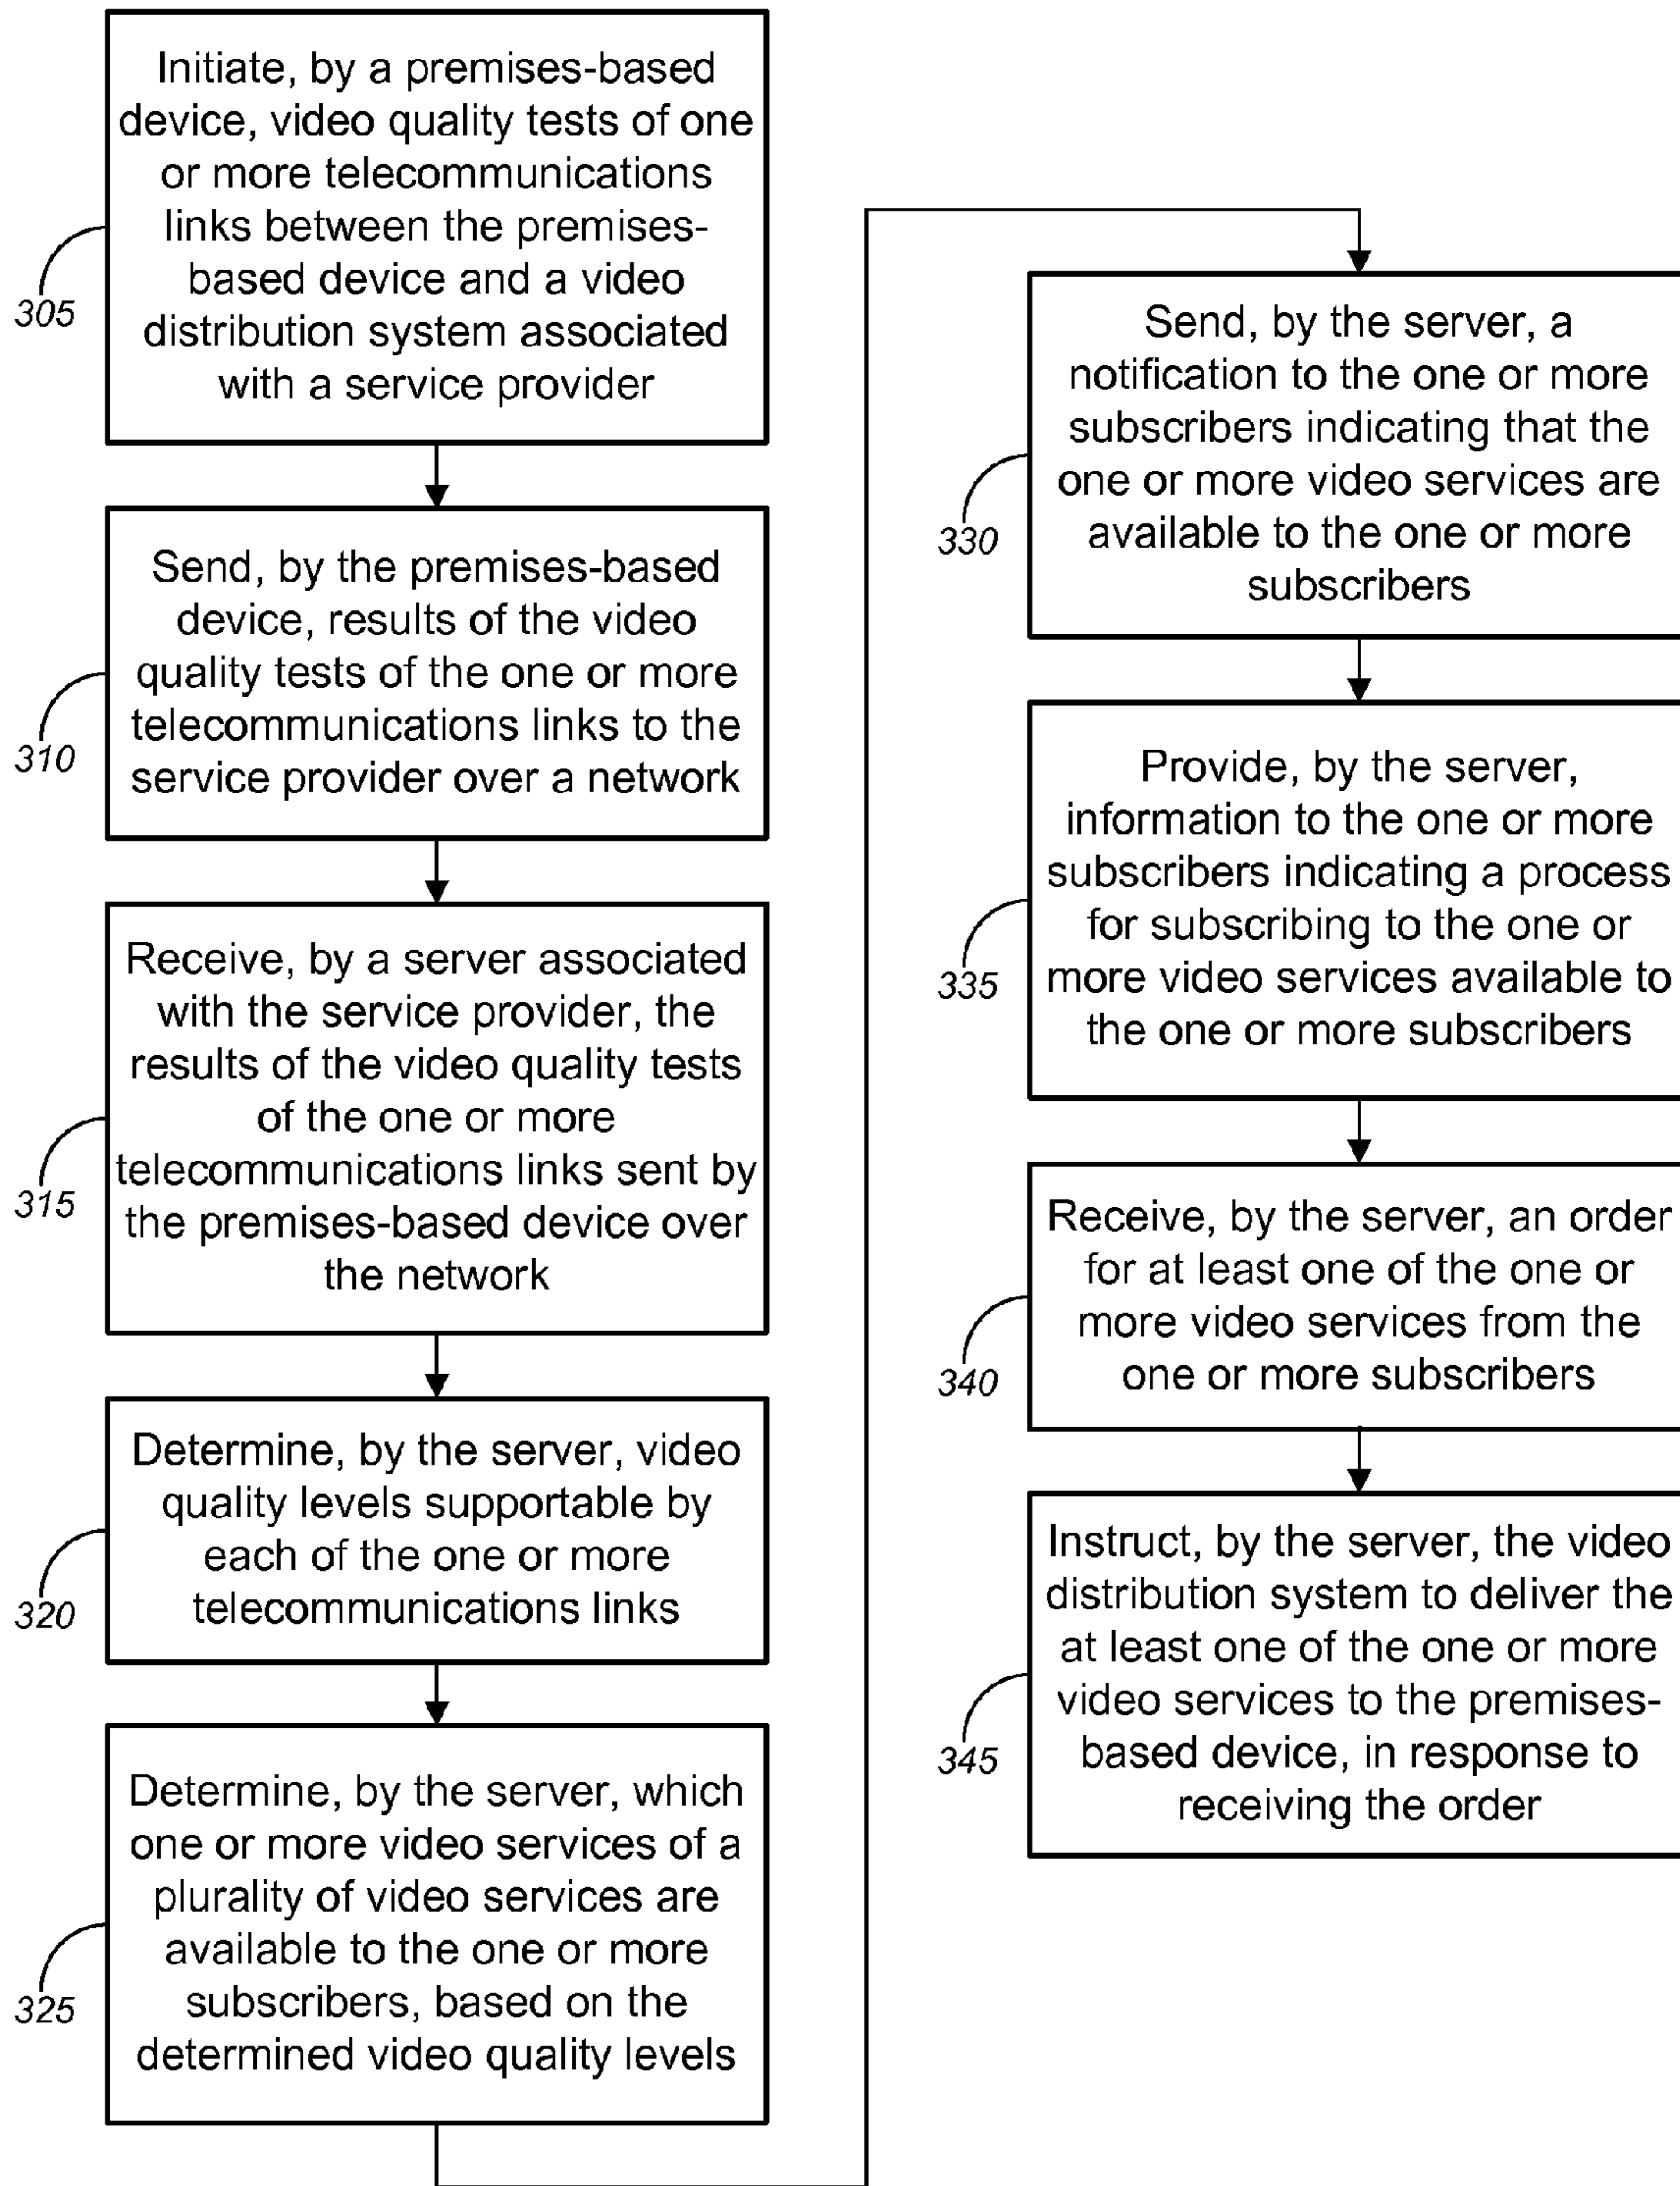 Initiate, by a premises-based
device, video quality tests of one
or more telecommunications
links between the premises-
based device and a video
distribution system associated
with a service provider
305
Send, by the premises-based
device, results of the video
quality tests of the one or more
telecommunications links to the
service provider over a network
310
Receive, by a server associated
with the service provider, the
results of the video quality tests
of the one or more
telecommunications links sent by
the premises-based device over
the network
315
Determine, by the server, video
quality levels supportable by
each of the one or more
telecommunications links
320
Determine, by the server, which
one or more video services of a
plurality of video services are
available to the one or more
subscribers, based on the
determined video quality levels
325
Send, by the server, a
notification to the one or more
subscribers indicating that the
one or more video services are
available to the one or more
subscribers
330
Provide, by the server,
information to the one or more
subscribers indicating a process
for subscribing to the one or
more video services available to
the one or more subscribers
335
Receive, by the server, an order
for at least one of the one or
more video services from the
one or more subscribers
340
Instruct, by the server, the video
distribution system to deliver the
at least one of the one or more
video services to the premises-
based device, in response to
receiving the order
345